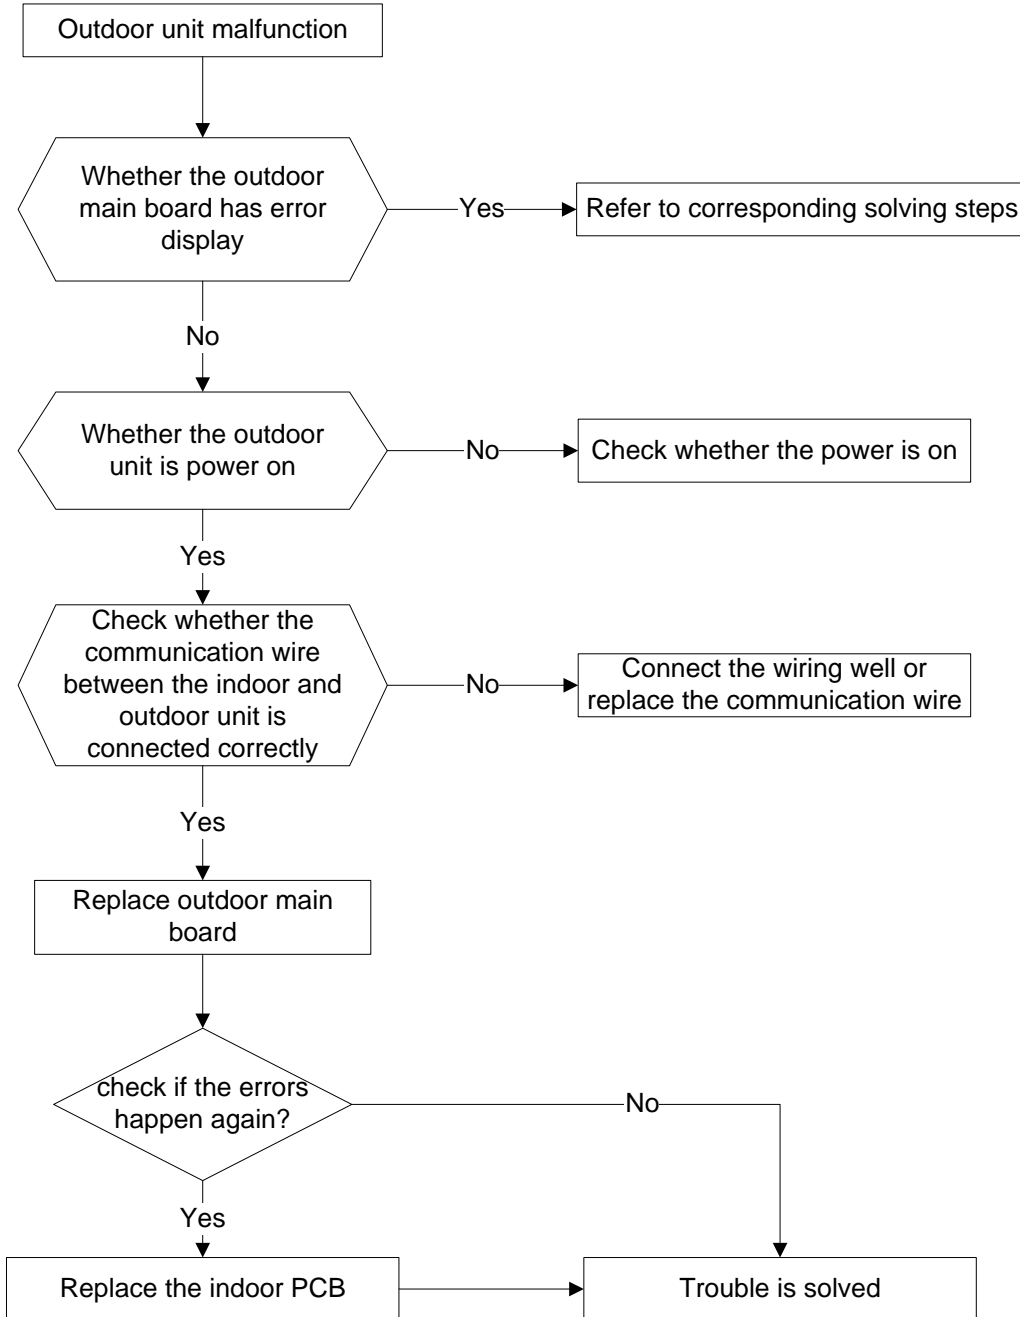 Outdoor unit malfunction
Whether the outdoor
main board has error
display
Yes
Refer to corresponding solving steps
No
Whether the outdoor
unit is power on
No
Check whether the power is on
Yes
Check whether the
communication wire
between the indoor and
outdoor unit is
connected correctly
No
Connect the wiring well or
replace the communication wire
Yes
Replace outdoor main
board
check if the errors
happen again?
No
Yes
Replace the indoor PCB
Trouble is solved